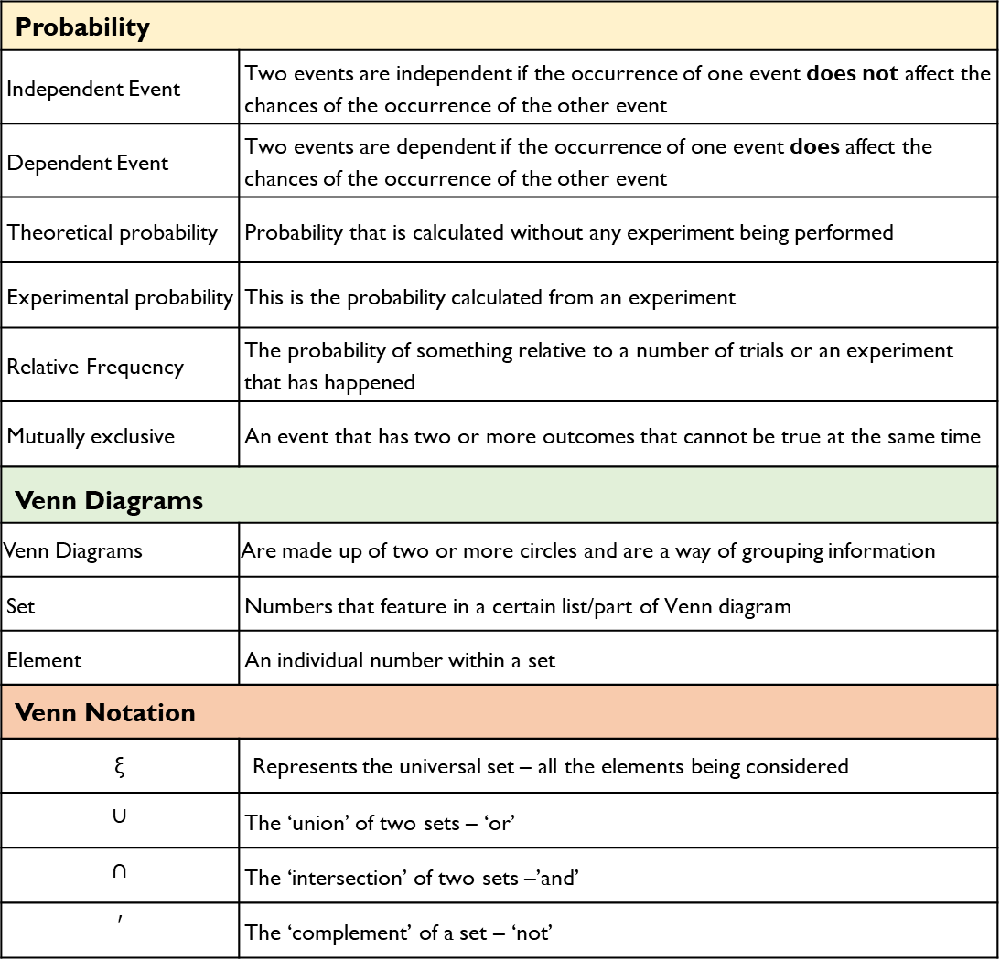 Probability
Independent Event
Two events are independent if the occurrence of one event does not affect the
chances of the occurrence of the other event
Dependent Event
Two events are dependent if the occurrence of one event does affect the
chances of the occurrence of the other event
Theoretical probability
Probability that is calculated without any experiment being performed
Experimental probability
This is the probability calculated from an experiment
Relative Frequency
The probability of something relative to a number of trials or an experiment
that has happened
Mutually exclusive
An event that has two or more outcomes that cannot be true at the same time
Venn Diagrams
Venn Diagrams
Are made up of two or more circles and are a way of grouping information
Set
Numbers that feature in a certain list/part of Venn diagram
Element
An individual number within a set
Venn Notation
ξ
Represents the universal set – all the elements being considered
∪
The ‘union’ of two sets – ‘or’
∩
The ‘intersection’ of two sets –’and’
′
The ‘complement’ of a set – ‘not’